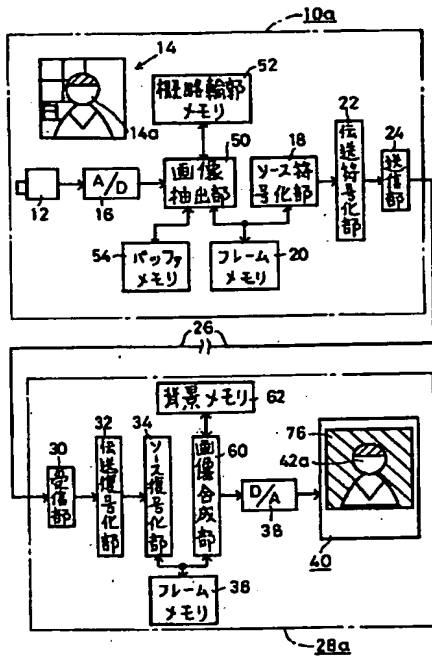 10a
14
14a
52
概略輪郭
メモリ
12
A/D
16
50
画像
抽出部
18
ソース符
号化部
22
伝送符号化部
24
送信部
54
バッファ
メモリ
フレーム
メモリ
20
26
背景メモリ
62
30
受信部
32
伝送復号化部
34
ソース復号化部
60
画像合成部
D/A
38
76
42a
40
フレーム
メモリ
38
28a